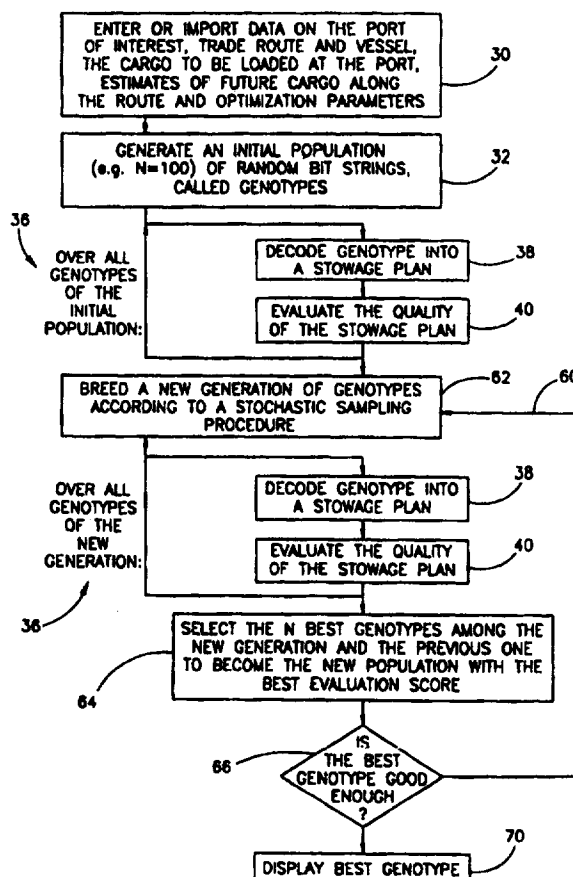 ENTER OR IMPORT DATA ON THE PORT
OF INTEREST, TRADE ROUTE AND VESSEL,
THE CARGO TO BE LOADED AT THE PORT,
ESTIMATES OF FUTURE CARGO ALONG
THE ROUTE AND OPTIMIZATION PARAMETERS
30
GENERATE AN INITIAL POPULATION
(e.g. N=100) OF RANDOM BIT STRINGS,
CALLED GENOTYPES
32
36
OVER ALL
GENOTYPES
OF THE
INITIAL
POPULATION:
DECODE GENOTYPE INTO
A STOWAGE PLAN
38
EVALUATE THE QUALITY
OF THE STOWAGE PLAN
40
BREED A NEW GENERATION OF GENOTYPES
ACCORDING TO A STOCHASTIC SAMPLING
PROCEDURE
62
60
OVER ALL
GENOTYPES
OF THE
NEW
GENERATION:
36
DECODE GENOTYPE INTO
A STOWAGE PLAN
38
EVALUATE THE QUALITY
OF THE STOWAGE PLAN
40
SELECT THE N BEST GENOTYPES AMONG THE
NEW GENERATION AND THE PREVIOUS ONE
TO BECOME THE NEW POPULATION WITH THE
BEST EVALUATION SCORE
64
IS
THE BEST
GENOTYPE GOOD
ENOUGH
?
66
DISPLAY BEST GENOTYPE
70